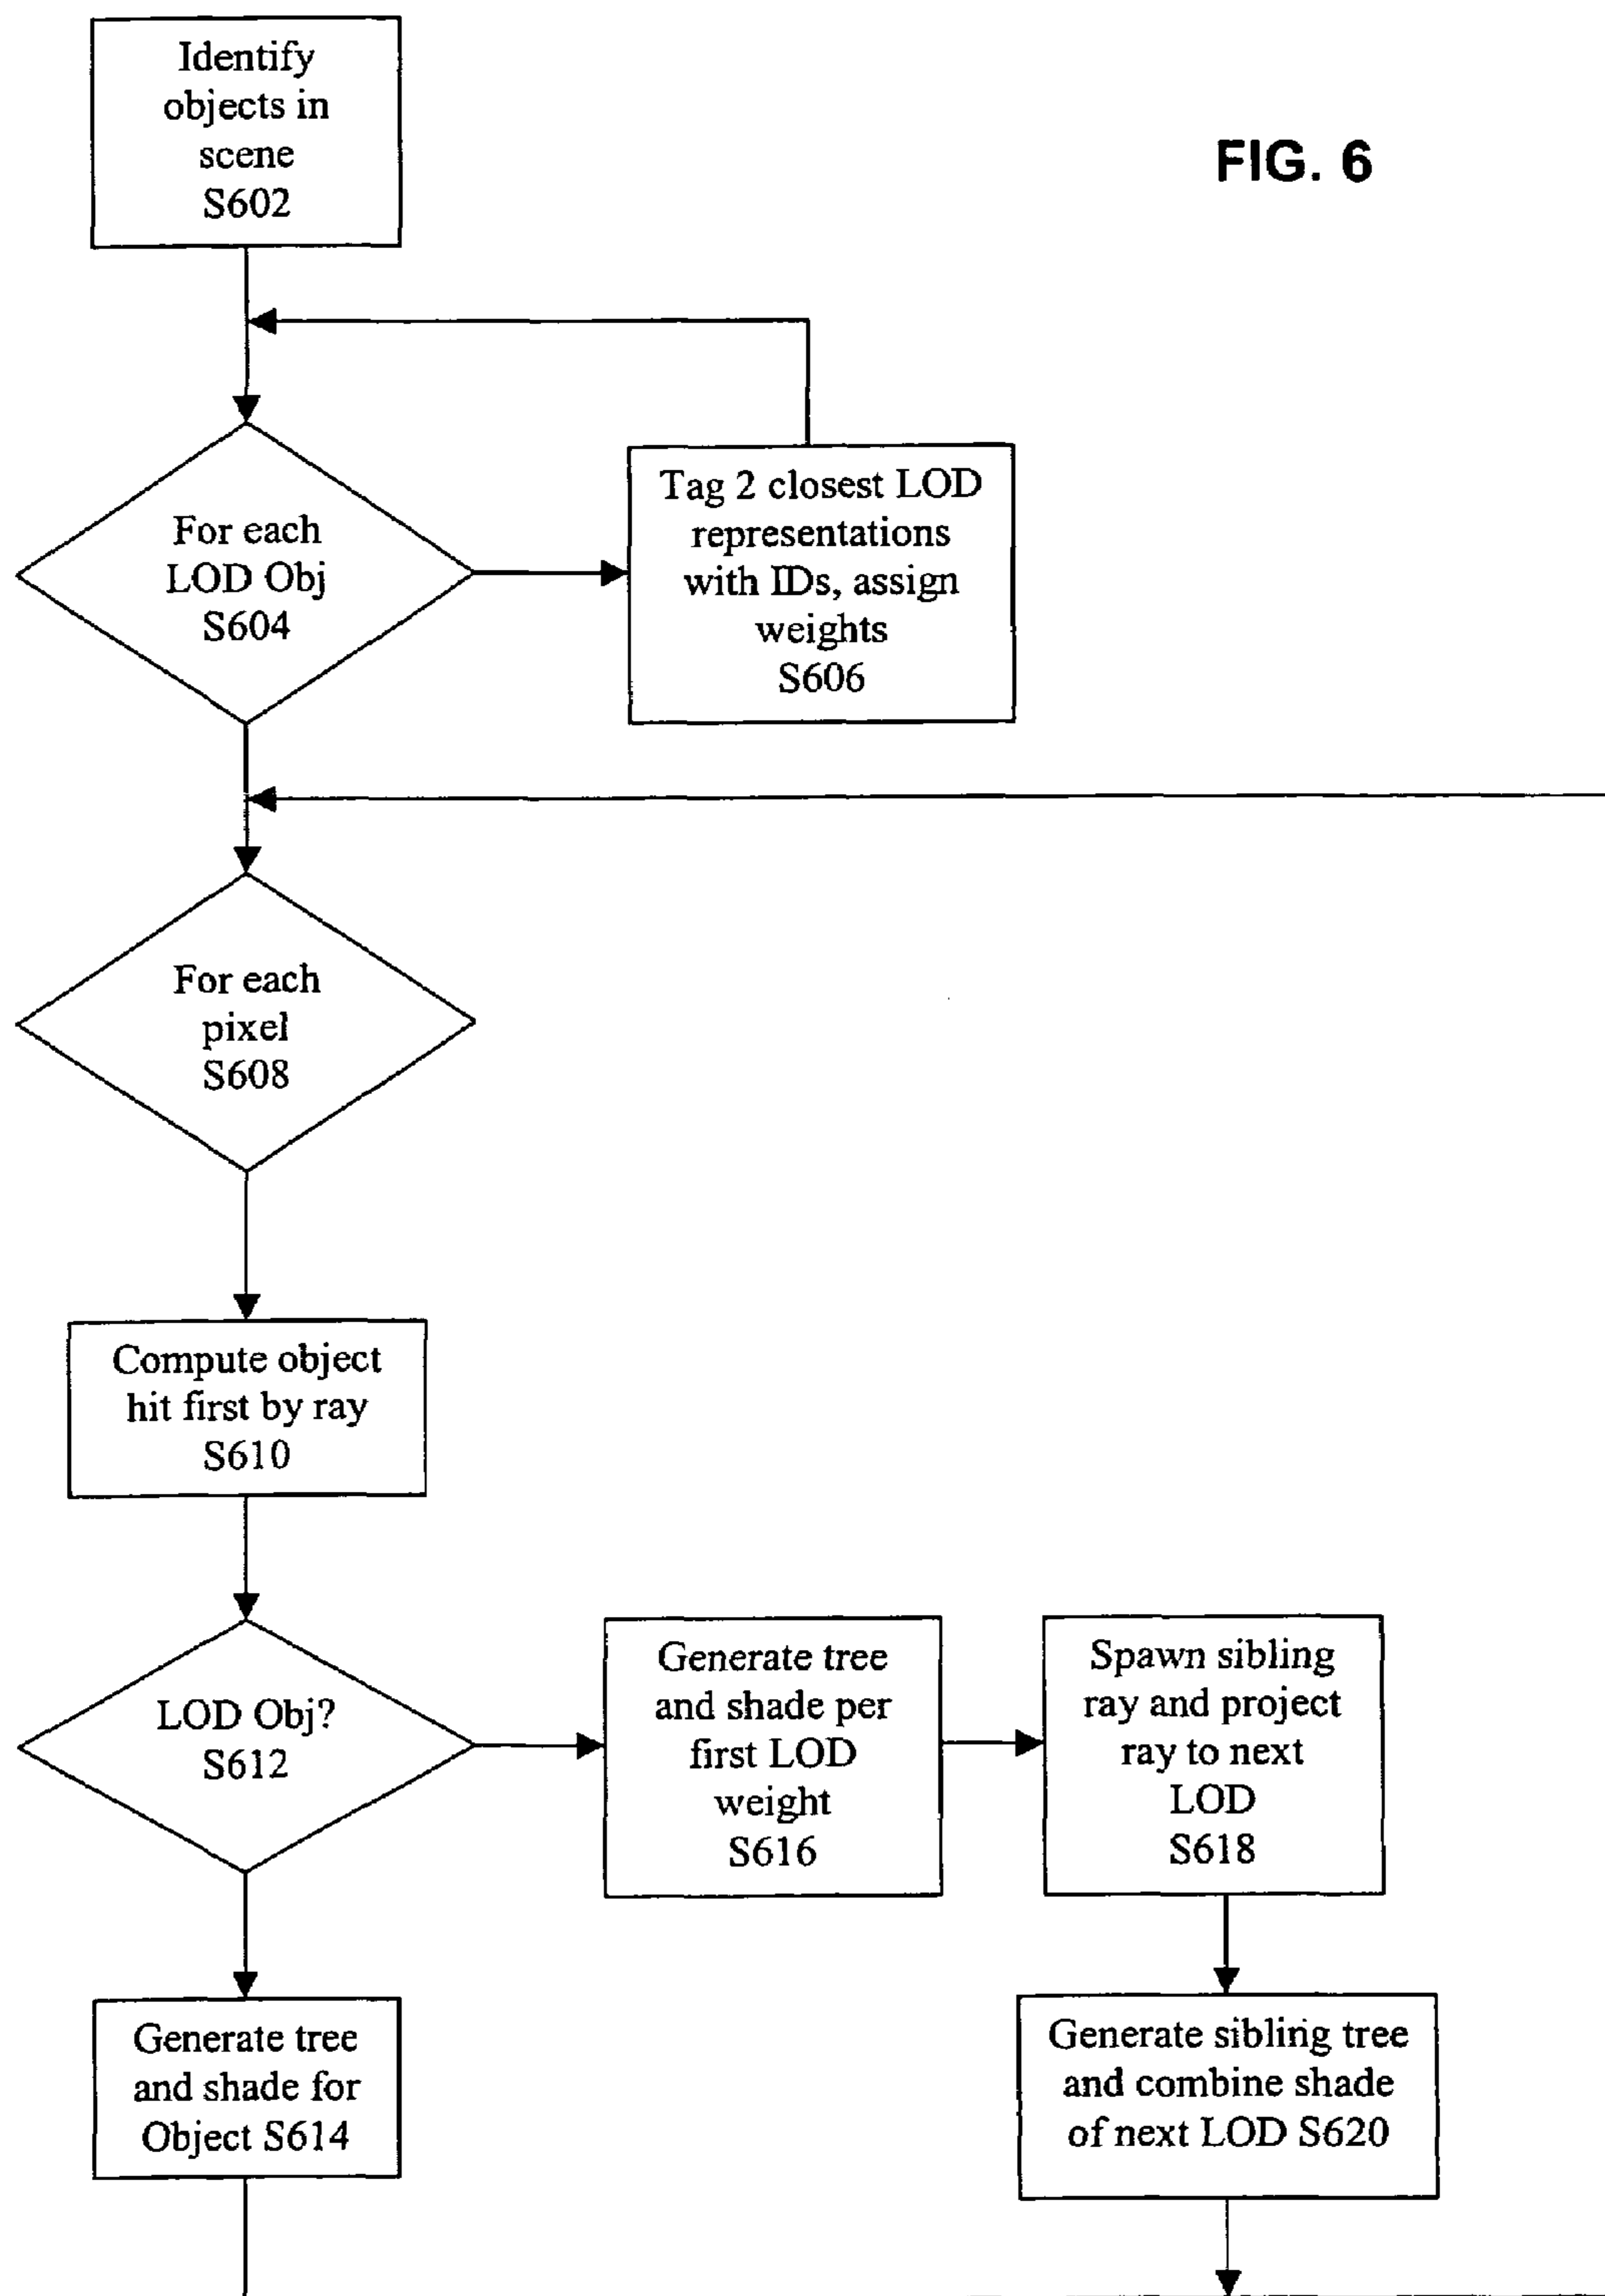 Identify
objects in
scene
S602
FIG. 6
Tag 2 closest LOD
representations
with IDs, assign
weights
S606
For each
LOD Obj
S604
For each
pixel
S608
Compute object
hit first by ray
S610
LOD Obj?
S612
Generate tree
and shade per
first LOD
weight
S616
Spawn sibling
ray and project
ray to next
LOD
S618
Generate tree
and shade for
Object S614
Generate sibling tree
and combine shade
of next LOD S620